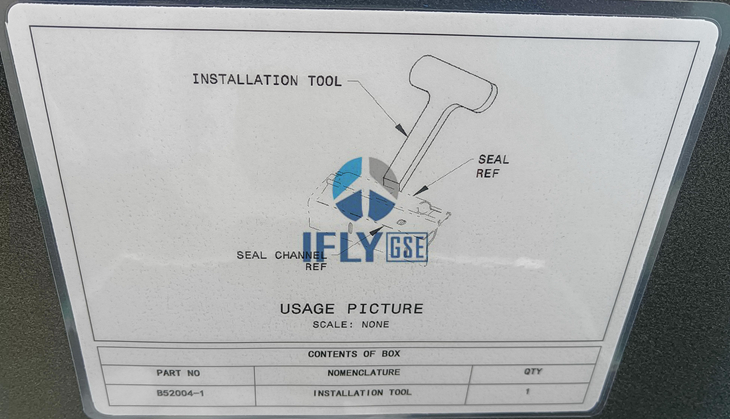 INSTALLATION TOOL
SEAL
REF
IFLY GSE
SEAL CHANNEL
REF
USAGE PICTURE
SCALE: NONE
CONTENTS OF BOX
PART NO NOMENCLATURE QTY
B52004-1 INSTALLATION TOOL 1